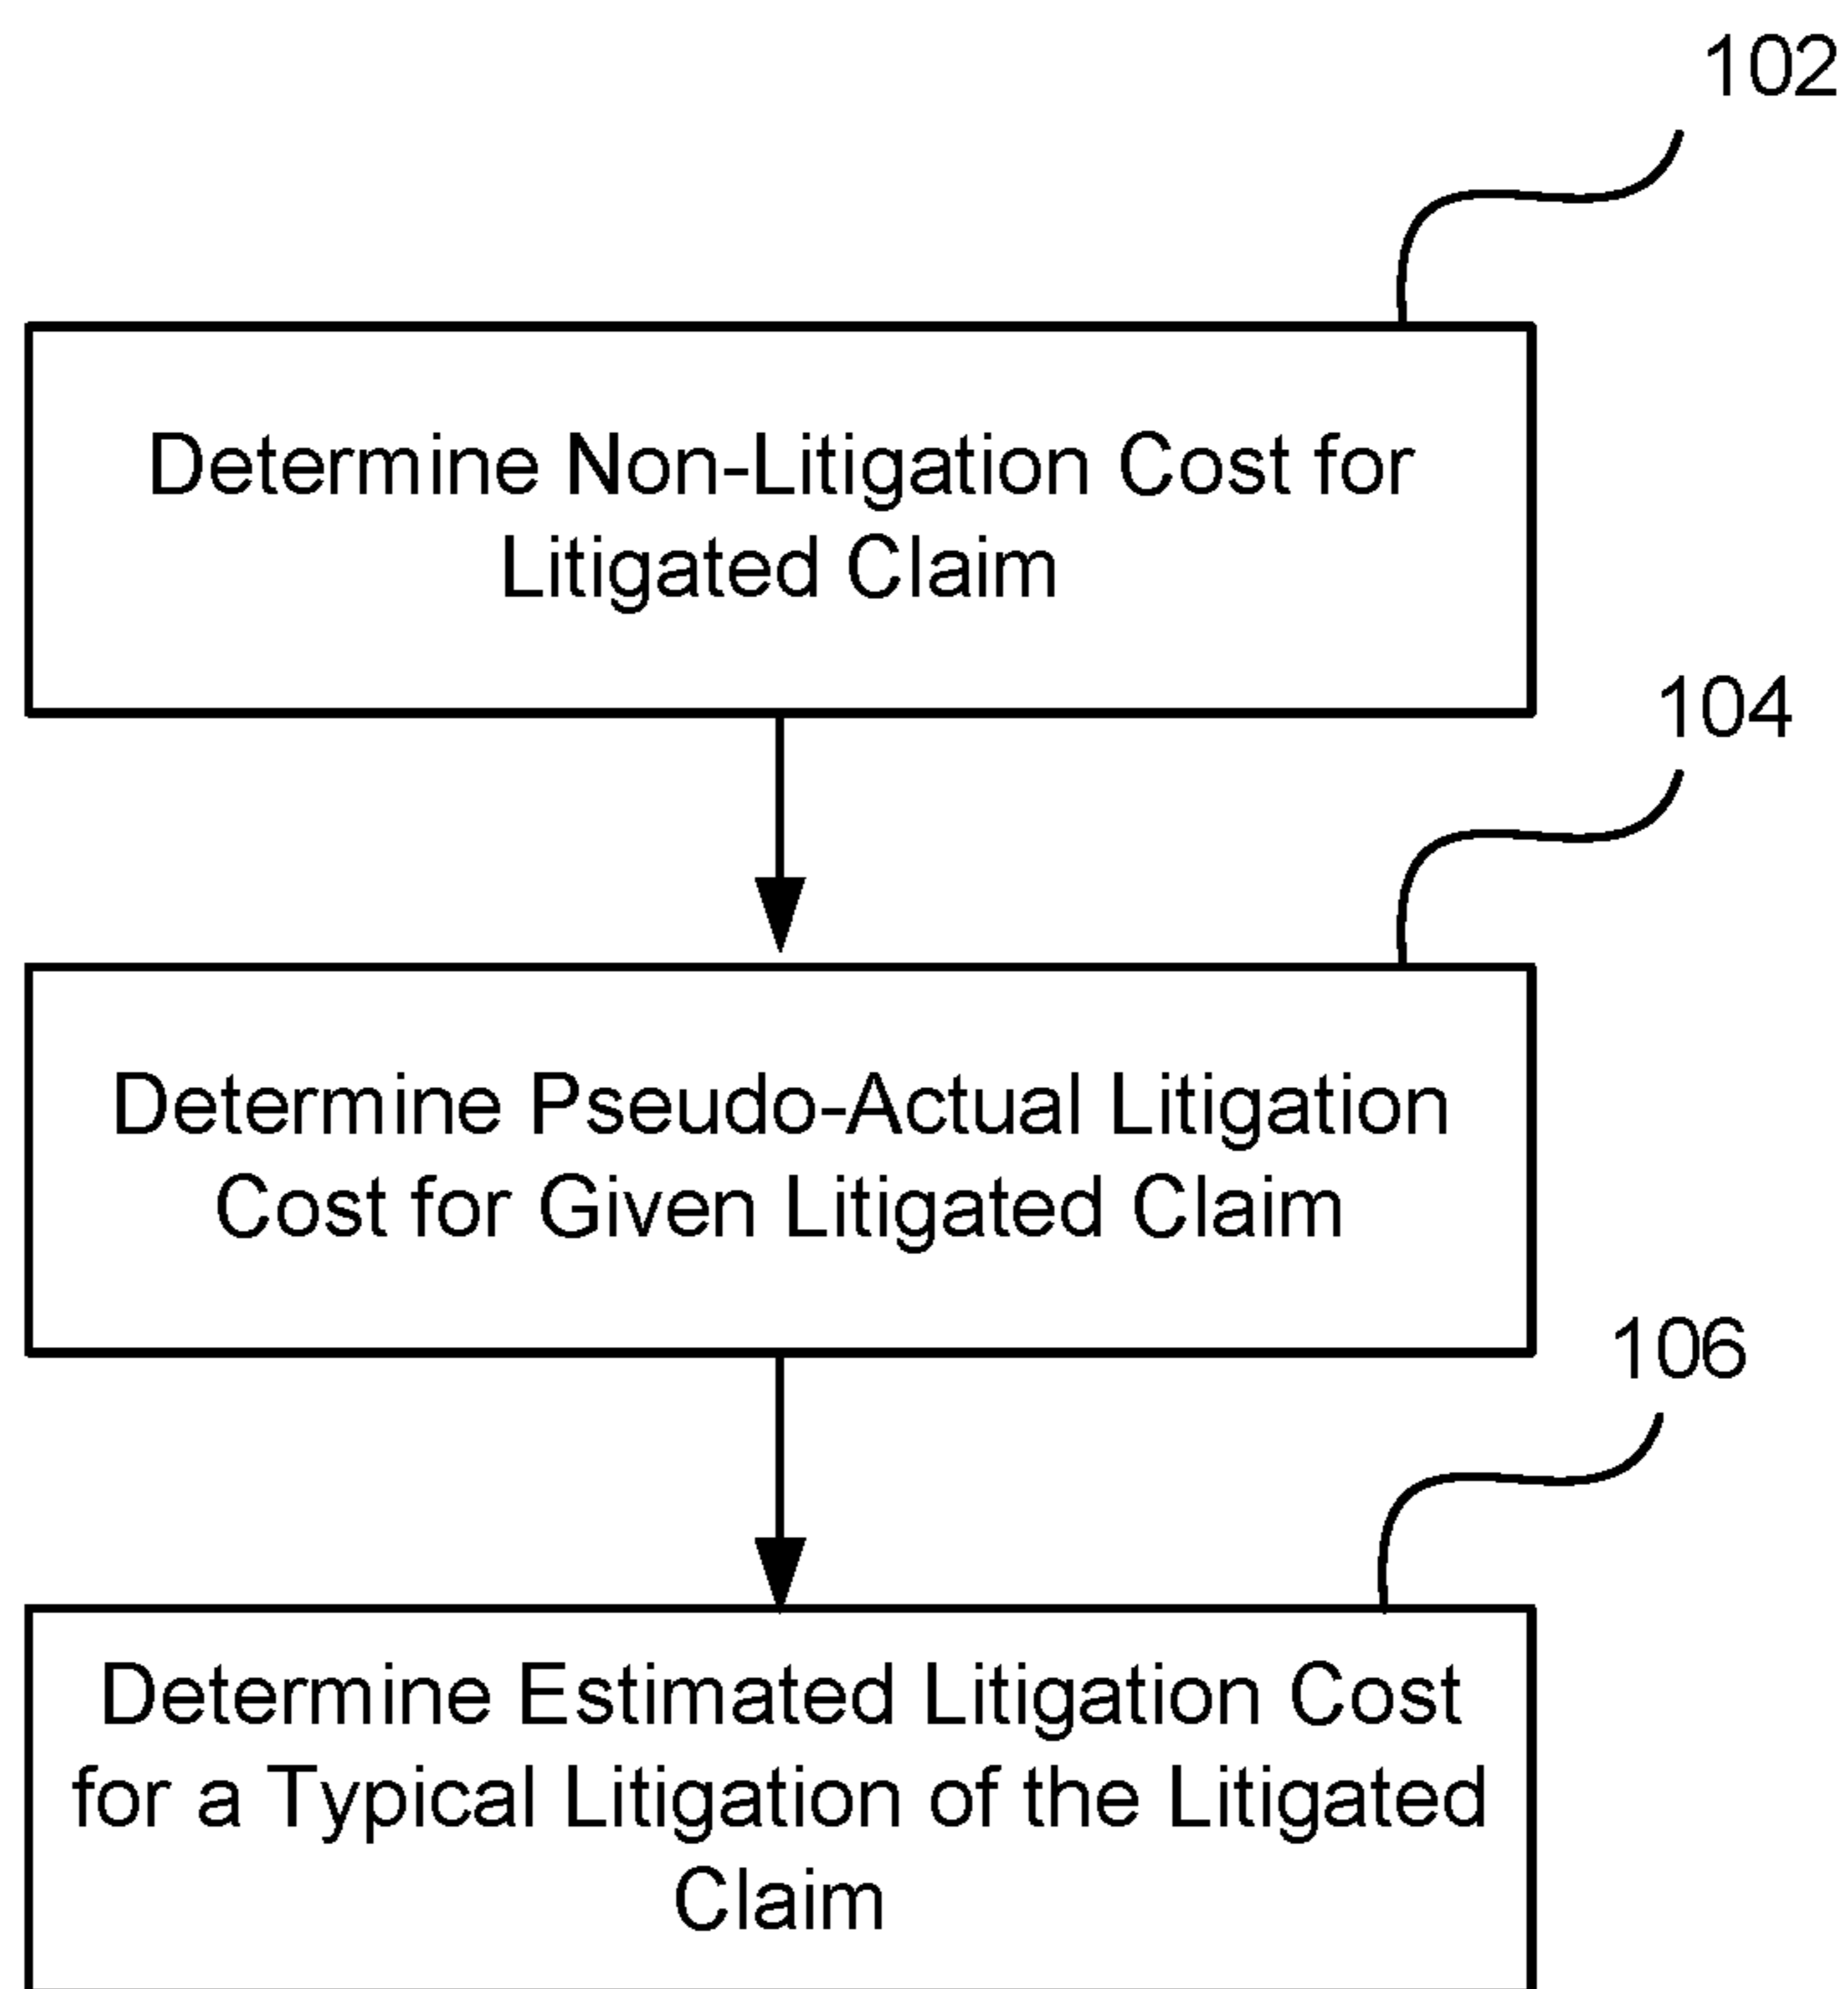 102
Determine Non-Litigation Cost for
Litigated Claim
104
Determine Pseudo-Actual Litigation
Cost for Given Litigated Claim
106
Determine Estimated Litigation Cost
for a Typical Litigation of the Litigated
Claim